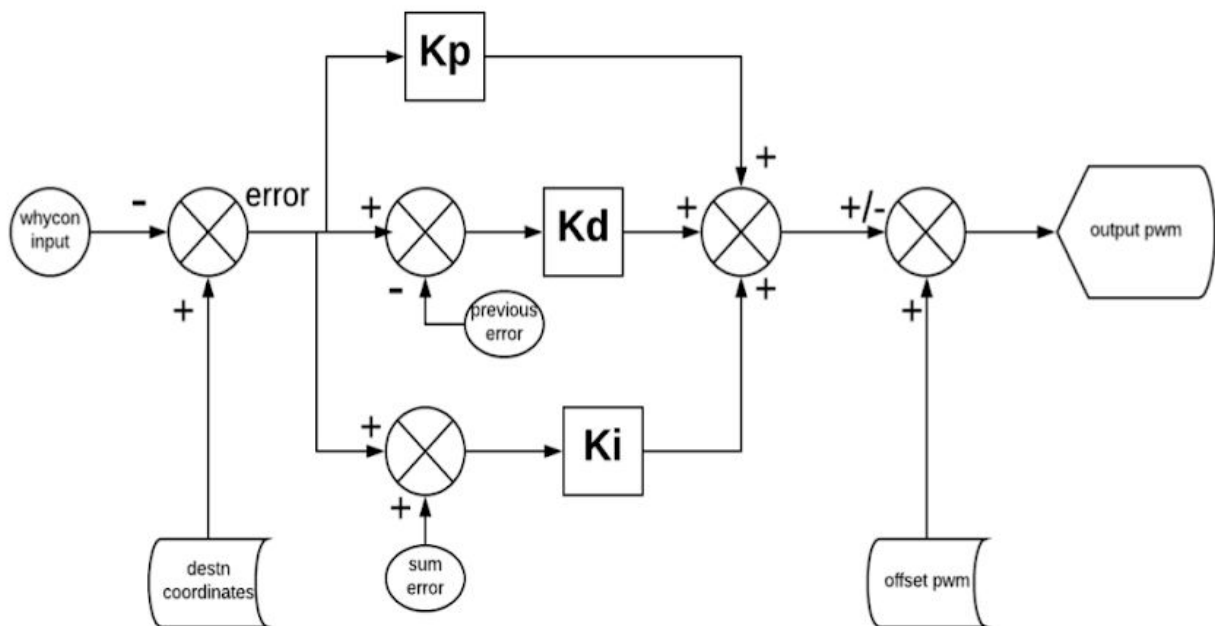 Kp
+
whycon
input
-
error
+
Kd
+
+/-
output pwm
+
-
previous
error
+
+
+
Ki
+
destn
coordinates
sum
error
offset pwm